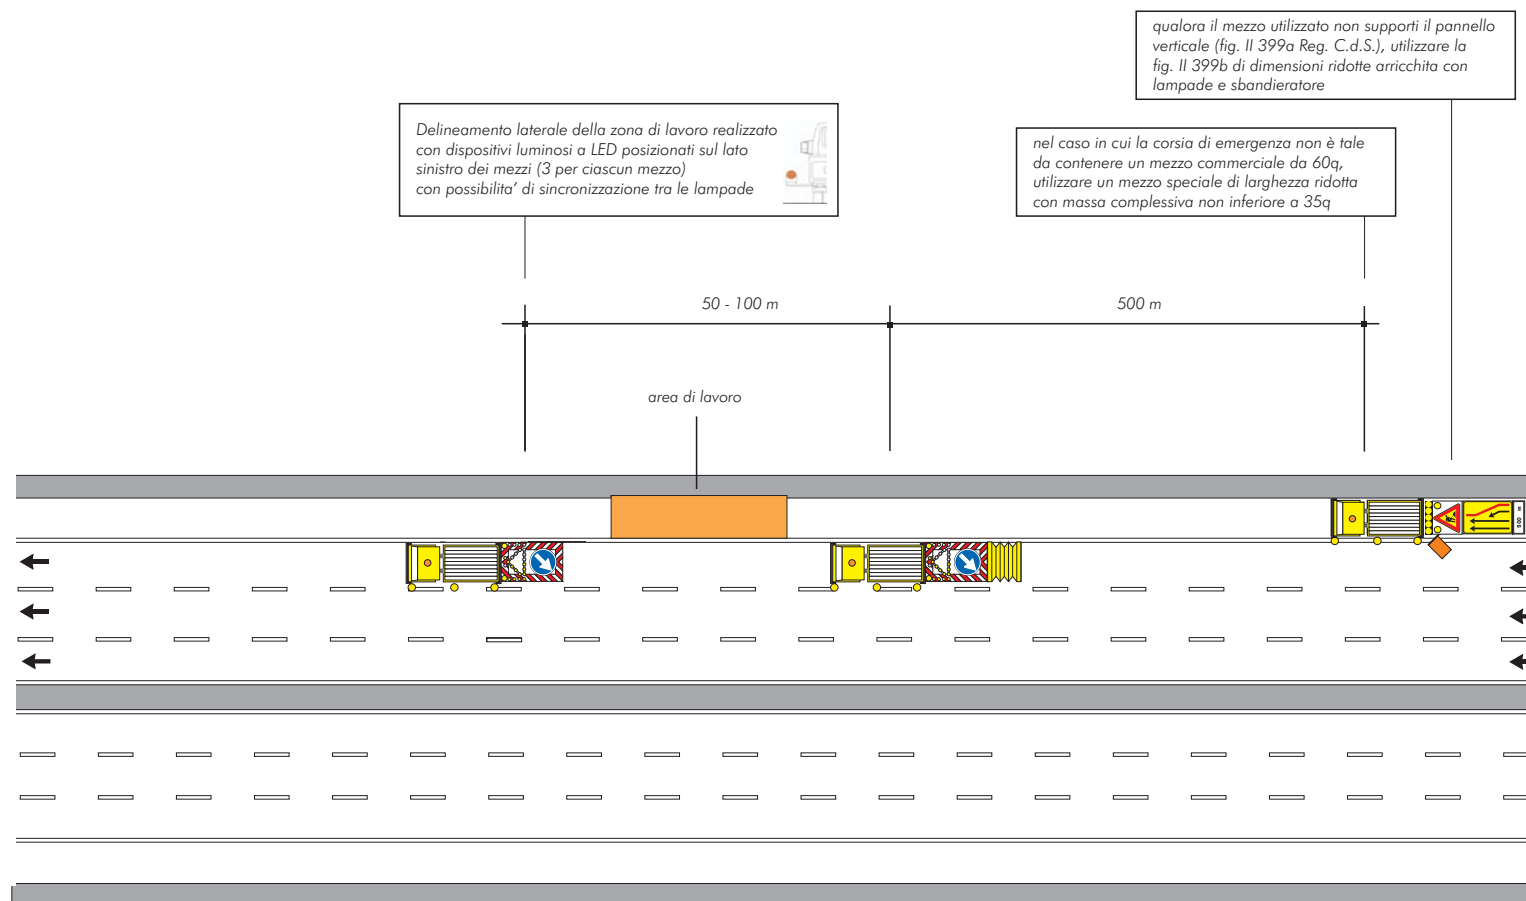 qualora il mezzo utilizzato non supporti il pannello
verticale (fig. II 399a Reg. C.d.S.), utilizzare la
fig. II 399b di dimensioni ridotte arricchita con
lampade e sbandieratore
Delineamento laterale della zona di lavoro realizzato
con dispositivi luminosi a LED posizionati sul lato
sinistro dei mezzi (3 per ciascun mezzo)
con possibilita' di sincronizzazione tra le lampade
nel caso in cui la corsia di emergenza non è tale
da contenere un mezzo commerciale da 60q,
utilizzare un mezzo speciale di larghezza ridotta
con massa complessiva non inferiore a 35q
50 - 100 m
500 m
area di lavoro
500 m